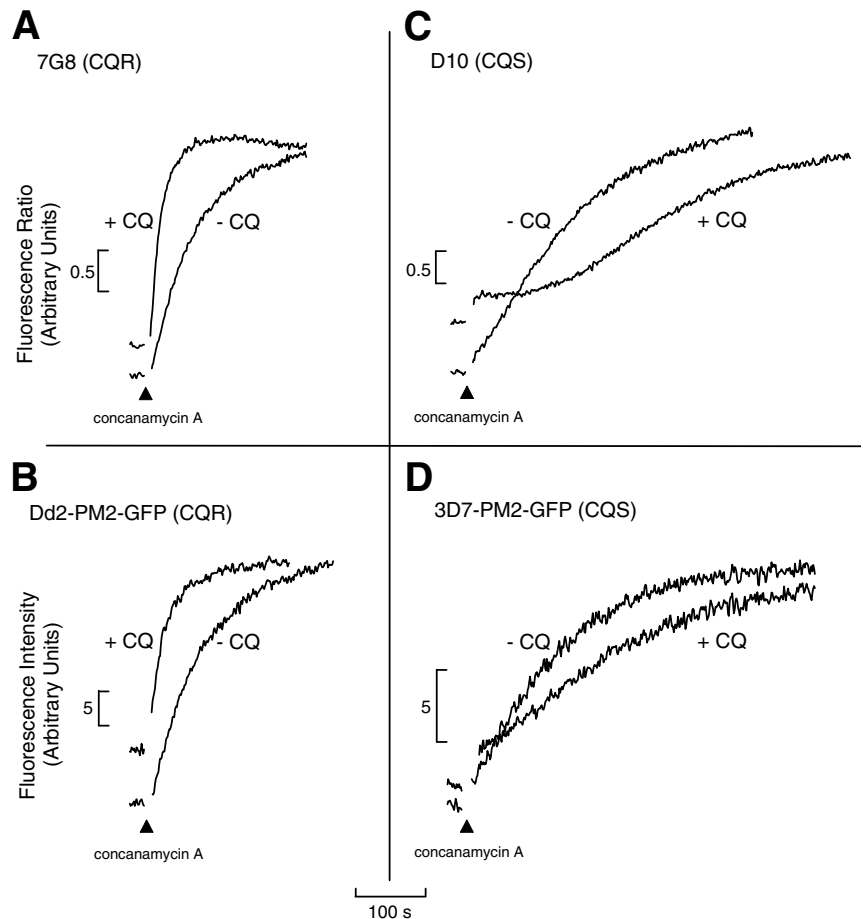 A
7G8 (CQR)
Fluorescence Ratio
(Arbitrary Units)
+ CQ
- CQ
0.5
concanamycin A
C
D10 (CQS)
- CQ
+ CQ
0.5
concanamycin A
B
Dd2-PM2-GFP (CQR)
Fluorescence Intensity
(Arbitrary Units)
+ CQ
- CQ
5
concanamycin A
D
3D7-PM2-GFP (CQS)
- CQ
+ CQ
5
concanamycin A
100 s